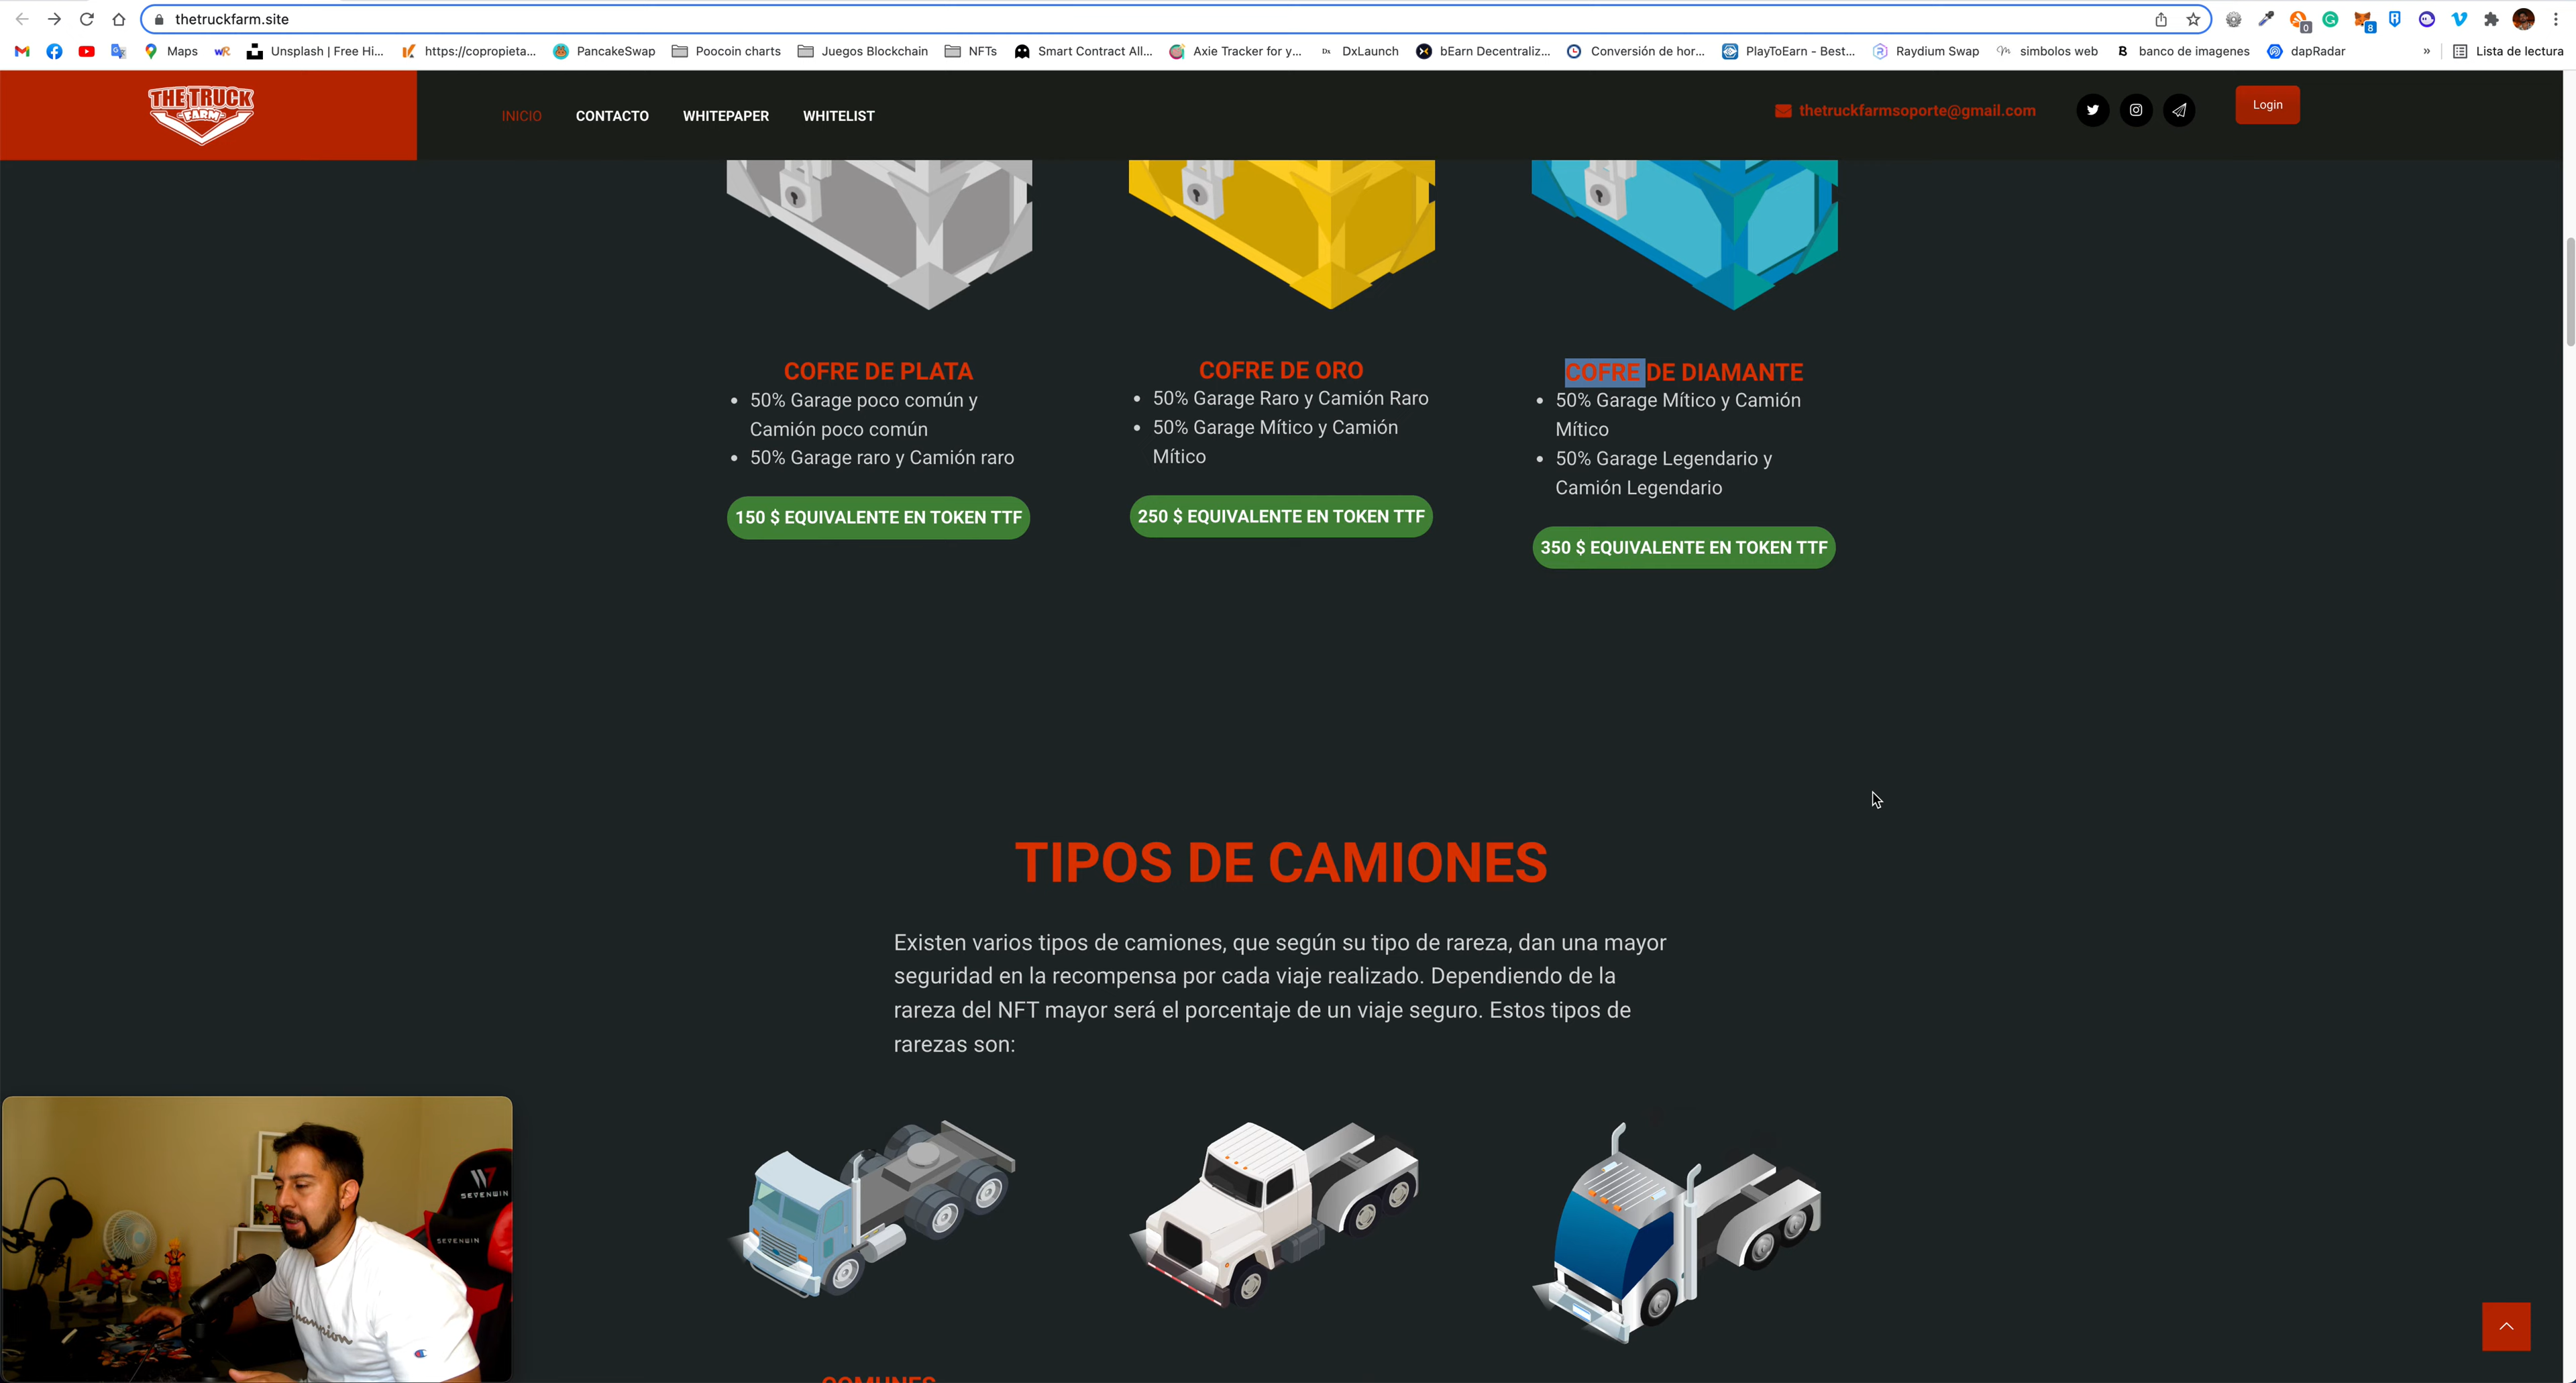 thetruckfarm.site
Maps
Unsplash | Free Hi...
https://copropieta...
PancakeSwap
Poocoin charts
Juegos Blockchain
NFTs
Smart Contract All...
Axie Tracker for y...
DxLaunch
bEarn Decentraliz...
Conversión de hor...
PlayToEarn - Best...
Raydium Swap
simbolos web
banco de imagenes
dapRadar
»
Lista de lectura
THE TRUCK
FARM
INICIO
CONTACTO
WHITEPAPER
WHITELIST
thetruckfarmsoporte@gmail.com
Login
COFRE DE PLATA
• 50% Garage poco común y
Camión poco común
• 50% Garage raro y Camión raro
150 $ EQUIVALENTE EN TOKEN TTF
COFRE DE ORO
• 50% Garage Raro y Camión Raro
• 50% Garage Mítico y Camión
Mítico
250 $ EQUIVALENTE EN TOKEN TTF
COFRE DE DIAMANTE
• 50% Garage Mítico y Camión
Mítico
• 50% Garage Legendario y
Camión Legendario
350 $ EQUIVALENTE EN TOKEN TTF
TIPOS DE CAMIONES
Existen varios tipos de camiones, que según su tipo de rareza, dan una mayor
seguridad en la recompensa por cada viaje realizado. Dependiendo de la
rareza del NFT mayor será el porcentaje de un viaje seguro. Estos tipos de
rarezas son:
COMUNES
SEVENWIN
SEVENWIN
Champion